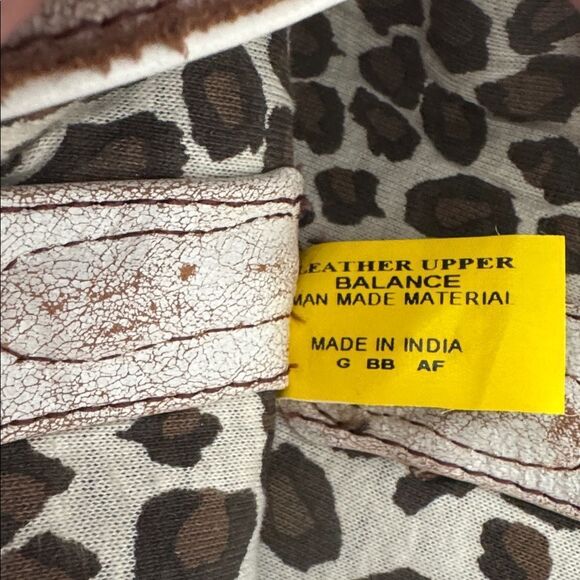 LEATHER UPPER
BALANCE
MAN MADE MATERIAL
MADE IN INDIA
G BB AF